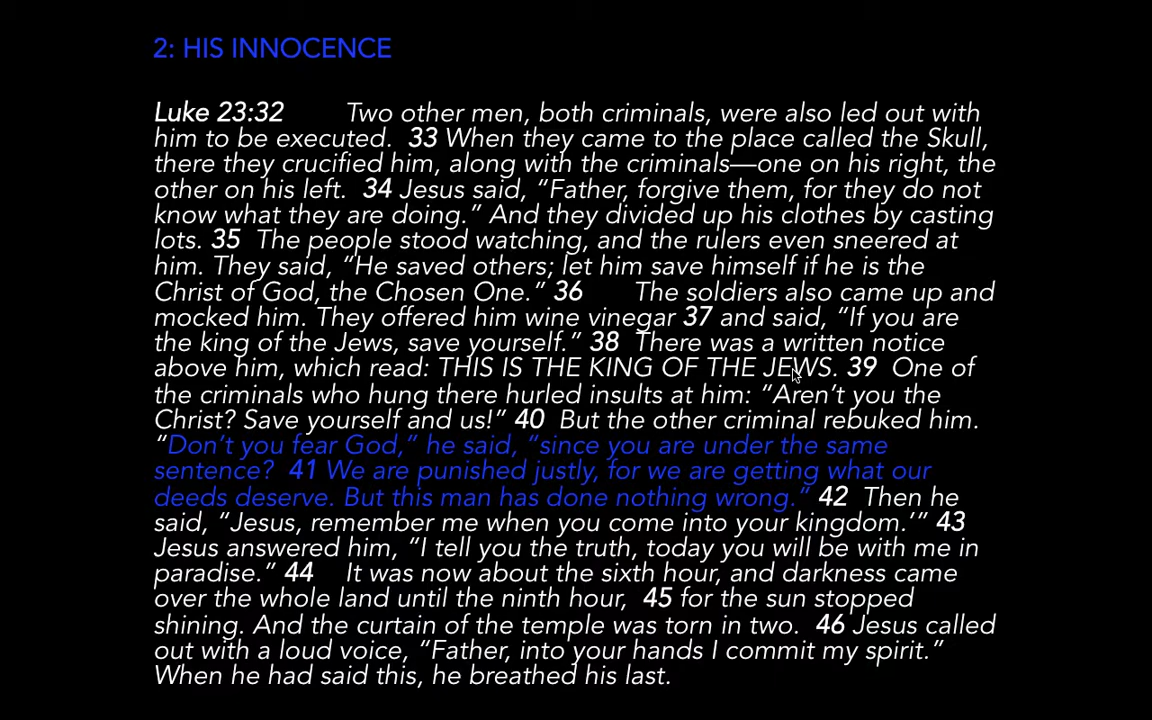 2: HIS INNOCENCE
Luke 23:32 Two other men, both criminals, were also led out with
him to be executed. 33 When they came to the place called the Skull,
there they crucified him, along with the criminals—one on his right, the
other on his left. 34 Jesus said, “Father, forgive them, for they do not
know what they are doing.” And they divided up his clothes by casting
lots. 35 The people stood watching, and the rulers even sneered at
him. They said, “He saved others; let him save himself if he is the
Christ of God, the Chosen One.” 36 The soldiers also came up and
mocked him. They offered him wine vinegar 37 and said, “If you are
the king of the Jews, save yourself.” 38 There was a written notice
above him, which read: THIS IS THE KING OF THE JEWS. 39 One of
the criminals who hung there hurled insults at him: “Aren’t you the
Christ? Save yourself and us!” 40 But the other criminal rebuked him.
“Don’t you fear God,” he said, “since you are under the same
sentence? 41 We are punished justly, for we are getting what our
deeds deserve. But this man has done nothing wrong.” 42 Then he
said, “Jesus, remember me when you come into your kingdom.’” 43
Jesus answered him, “I tell you the truth, today you will be with me in
paradise.” 44 It was now about the sixth hour, and darkness came
over the whole land until the ninth hour, 45 for the sun stopped
shining. And the curtain of the temple was torn in two. 46 Jesus called
out with a loud voice, “Father, into your hands I commit my spirit.”
When he had said this, he breathed his last.